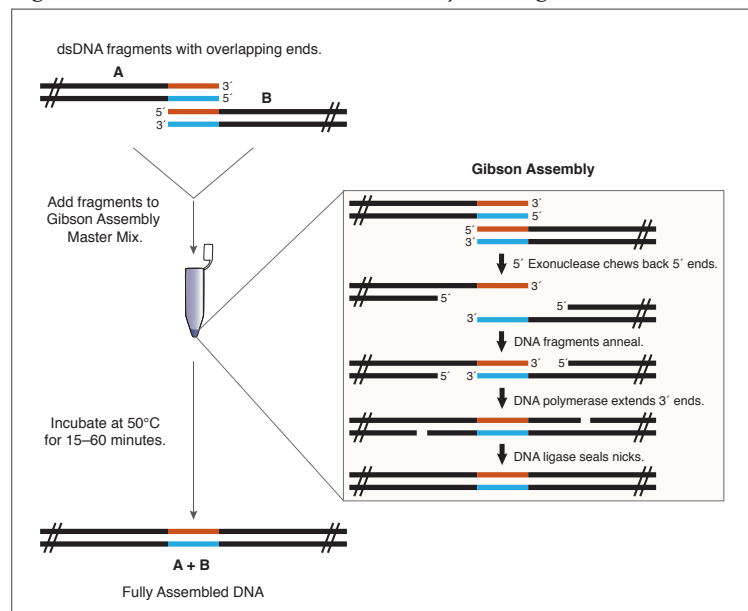 dsDNA fragments with overlapping ends.
A
3´
5´
B
5´
3´
Add fragments to
Gibson Assembly
Master Mix.
Incubate at 50°C
for 15–60 minutes.
A + B
Fully Assembled DNA
Gibson Assembly
3´
5´
5´
3´
5´ Exonuclease chews back 5´ ends.
3´
5´
5´
3´
DNA fragments anneal.
3´ 5´
5´ 3´
DNA polymerase extends 3´ ends.
DNA ligase seals nicks.